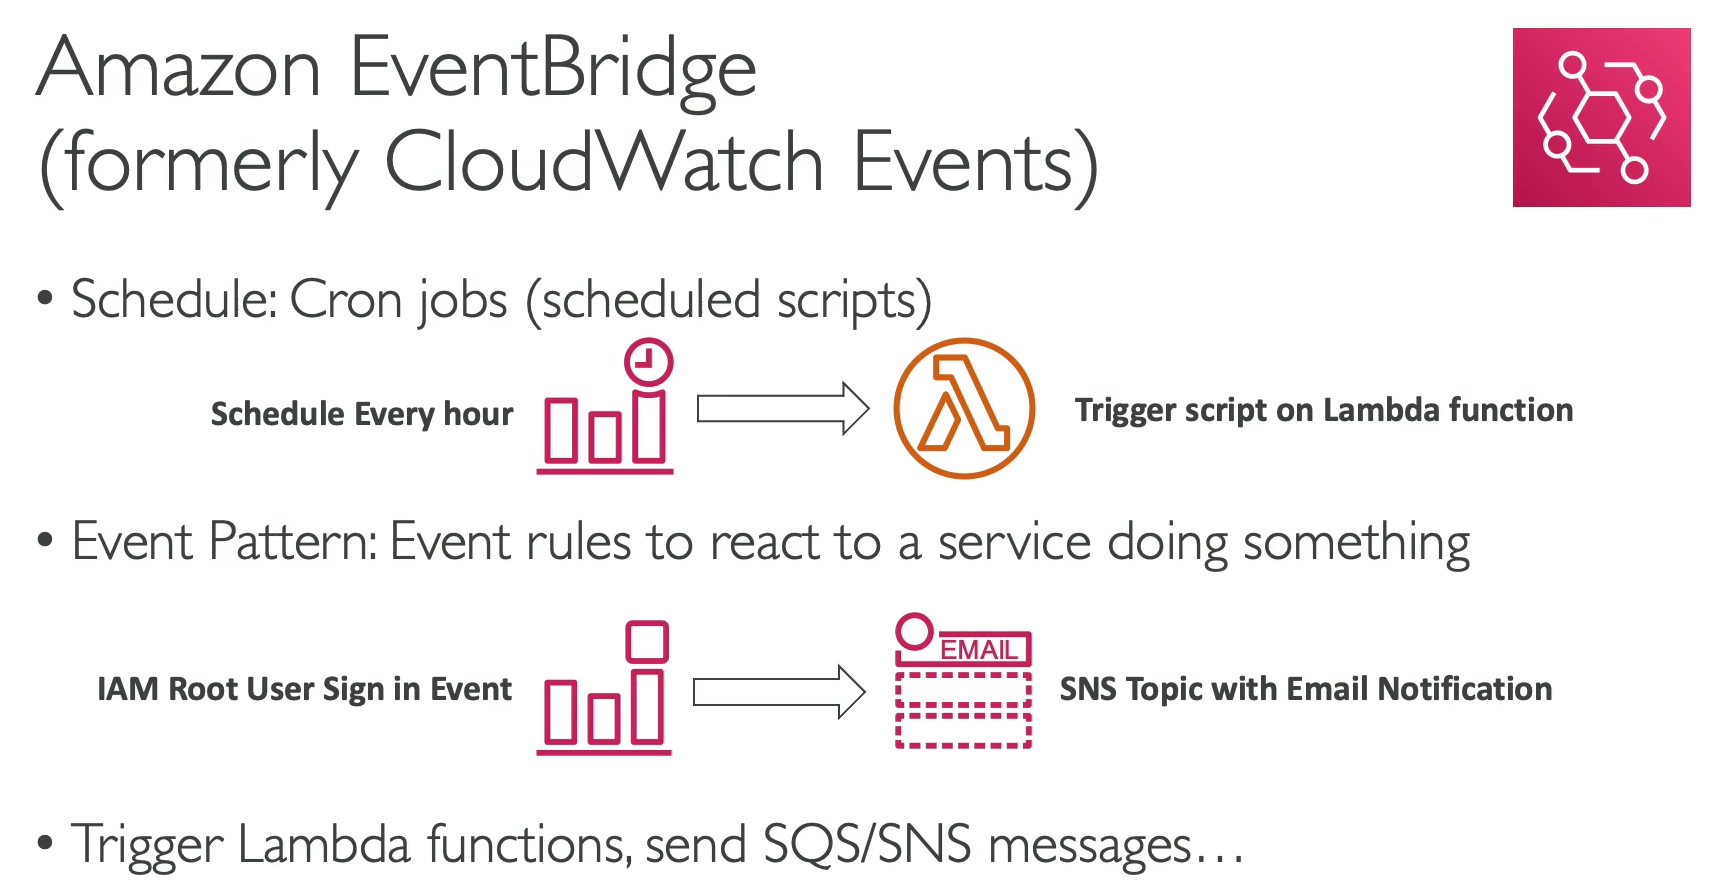 Amazon EventBridge
(formerly CloudWatch Events)
• Schedule: Cron jobs (scheduled scripts)
Schedule Every hour
Trigger script on Lambda function
• Event Pattern: Event rules to react to a service doing something
IAM Root User Sign in Event
EMAIL
SNS Topic with Email Notification
• Trigger Lambda functions, send SQS/SNS messages…